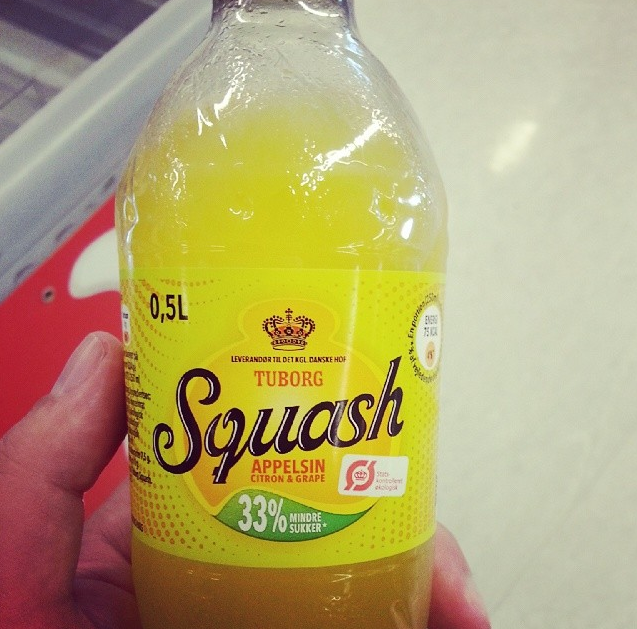 0,5L
LEVERANDØR TIL DET KGL. DANSKE HOF
TUBORG
Squash
APPELSIN
CITRON & GRAPE
Ø
Stats-
kontrolleret
økologisk
33% MINDRE
SUKKER*
ENERGI
75 KCAL
4%